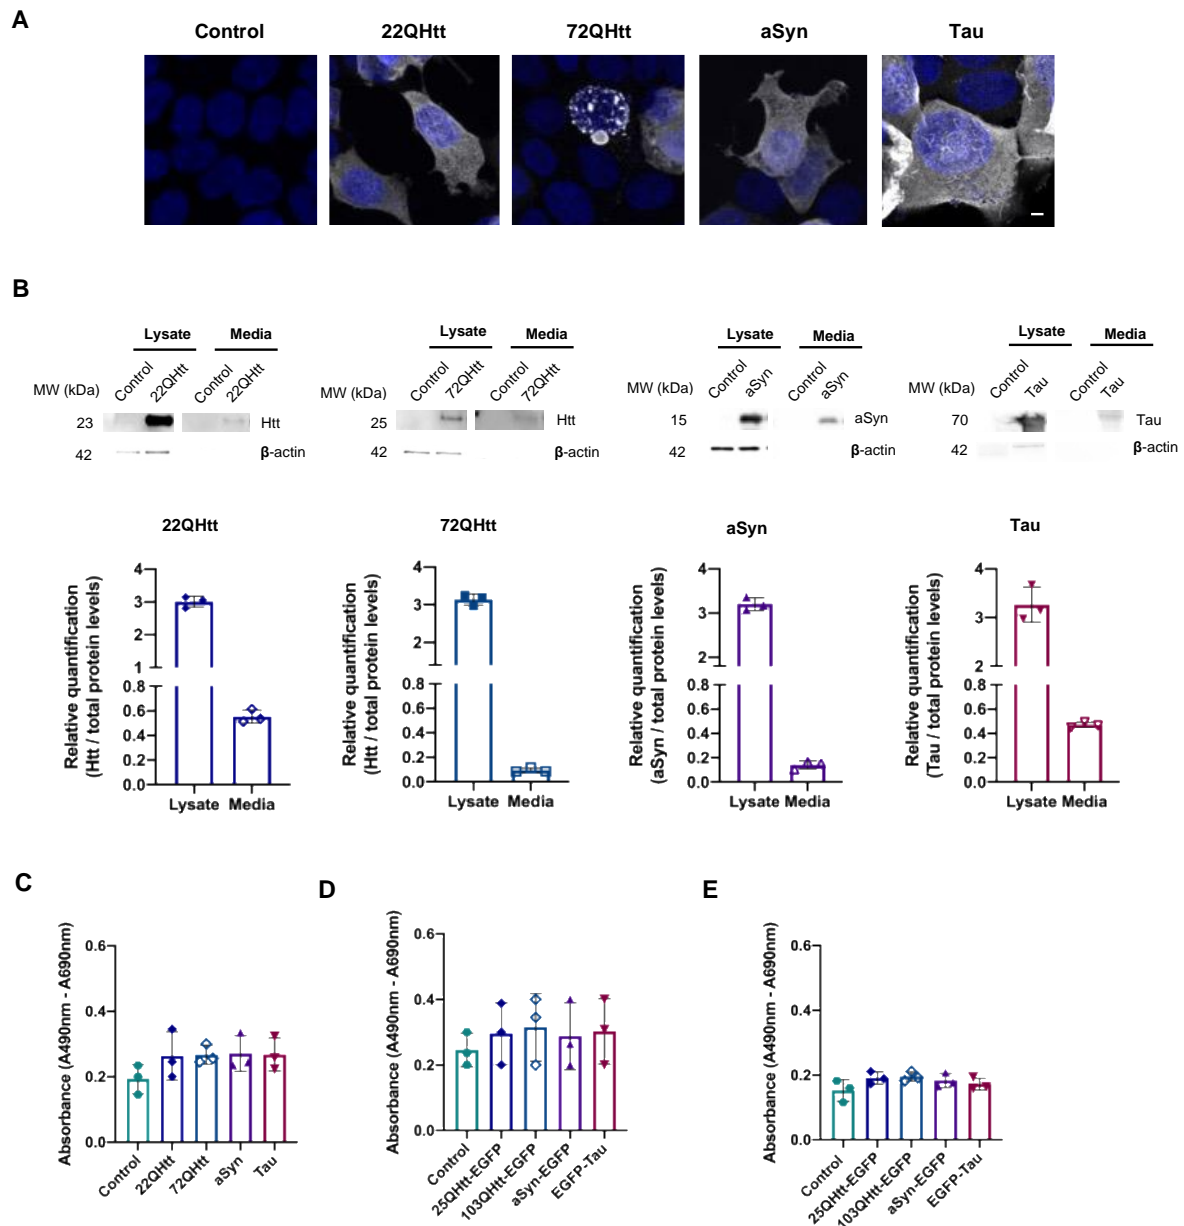 A
Control 22QHtt 72QHtt aSyn Tau
B
Lysate Media
Control 22QHtt Control 22QHtt
MW (kDa)
23 Htt
42 β-actin
Lysate Media
Control 72QHtt Control 72QHtt
MW (kDa)
25 Htt
42 β-actin
Lysate Media
Control aSyn Control aSyn
MW (kDa)
15 aSyn
42 β-actin
Lysate Media
Control Tau Control Tau
MW (kDa)
70 Tau
42 β-actin
22QHtt
Relative quantification
(Htt / total protein levels)
4
3
2
1
0.8
0.6
0.4
0.2
0.0
Lysate Media
72QHtt
Relative quantification
(Htt / total protein levels)
4
3
2
0.8
0.6
0.4
0.2
0.0
Lysate Media
aSyn
Relative quantification
(aSyn / total protein levels)
4
3
2
0.8
0.6
0.4
0.2
0.0
Lysate Media
Tau
Relative quantification
(Tau / total protein levels)
4
3
2
0.8
0.6
0.4
0.2
0.0
Lysate Media
C
Absorbance (A490nm - A690nm)
0.6
0.4
0.2
0.0
Control 22QHtt 72QHtt aSyn Tau
D
Absorbance (A490nm - A690nm)
0.6
0.4
0.2
0.0
Control 25QHtt-EGFP 103QHtt-EGFP aSyn-EGFP EGFP-Tau
E
Absorbance (A490nm - A690nm)
0.6
0.4
0.2
0.0
Control 25QHtt-EGFP 103QHtt-EGFP aSyn-EGFP EGFP-Tau